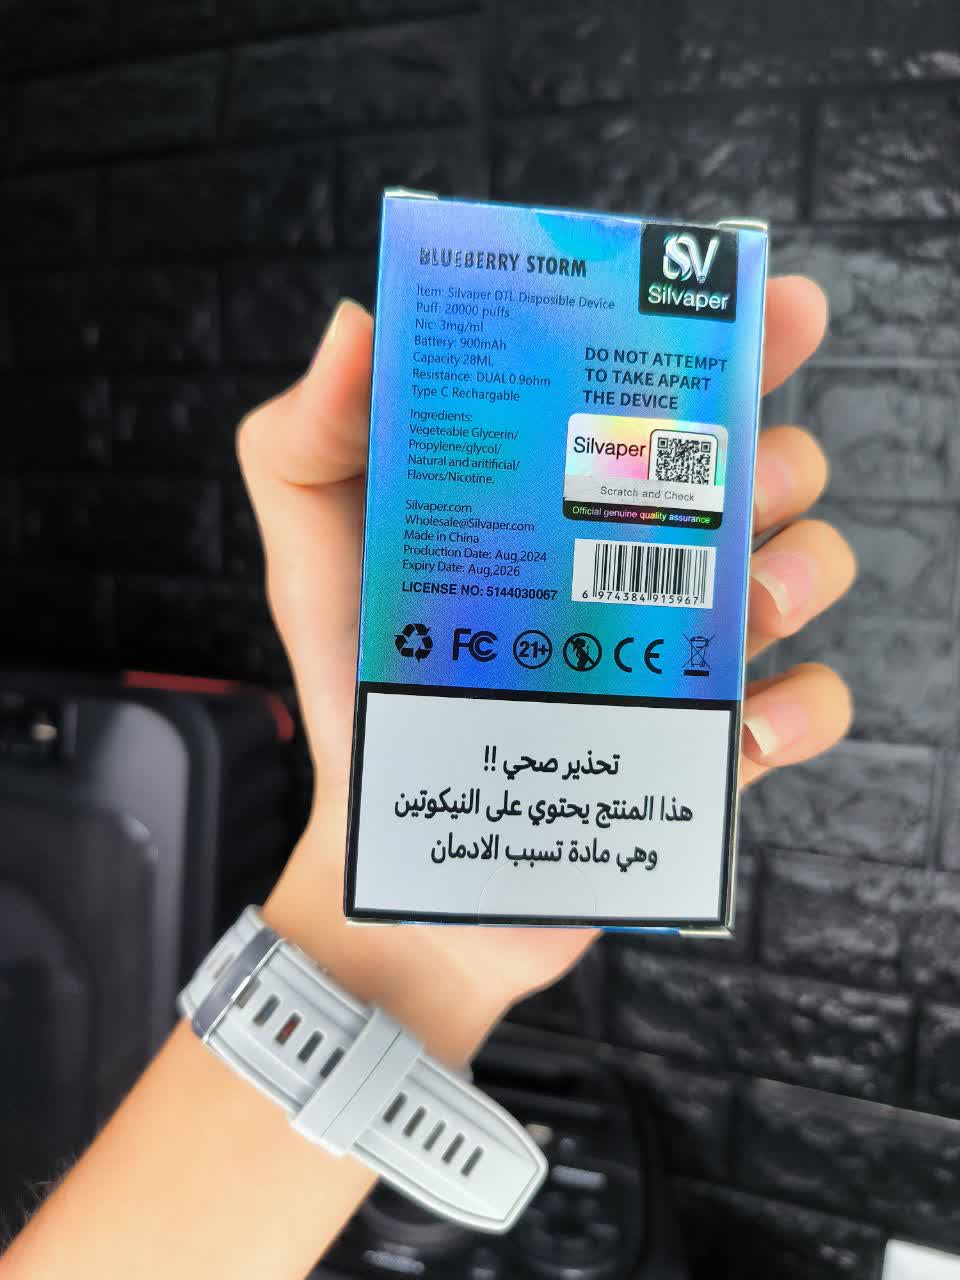 BLUEBERRY STORM
Item: Silvaper DTL Disposible Device
Puff: 20000 puffs
Nic: 3mg/ml
Battery: 900mAh
Capacity 28ML
Resistance: DUAL 0.9ohm
Type C Rechargable
Ingredients:
Vegeteable Glycerin/
Propylene/glycol/
Natural and aritificial/
Flavors/Nicotine.
Silvaper.com
Wholesale@Silvaper.com
Made in China
Production Date: Aug,2024
Expiry Date: Aug,2026
LICENSE NO: 5144030067
SV
Silvaper
DO NOT ATTEMPT
TO TAKE APART
THE DEVICE
Silvaper
Scratch and Check
Official genuine quality assurance
6 974384 915967
FC
21+
CE
تحذير صحي !!
هذا المنتج يحتوي على النيكوتين
وهي مادة تسبب الادمان